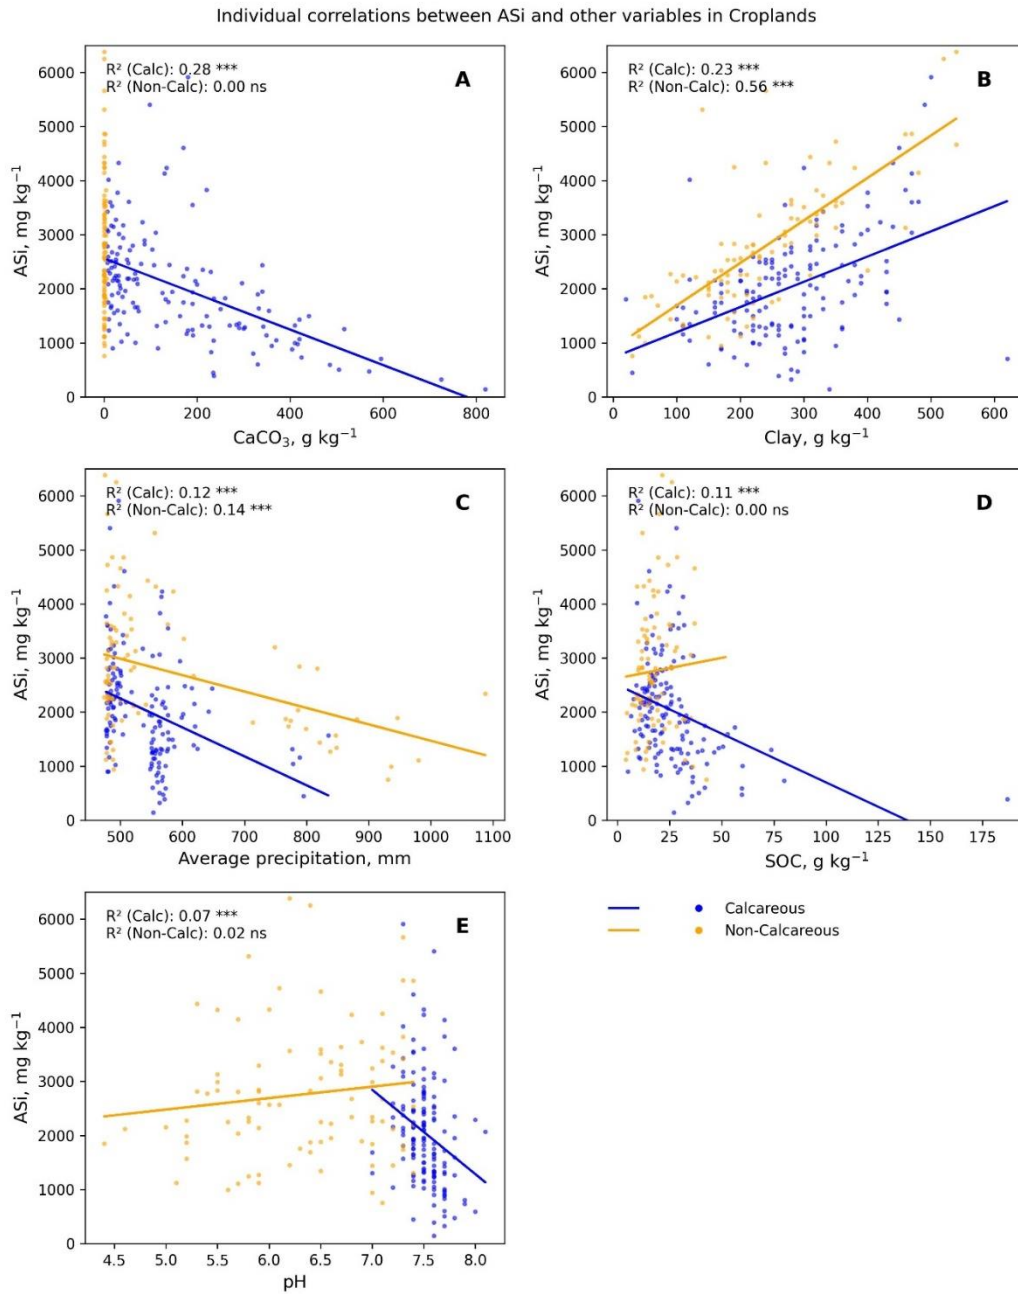 Individual correlations between ASi and other variables in Croplands
R² (Calc): 0.28 ***
R² (Non-Calc): 0.00 ns
A
6000
5000
4000
3000
2000
1000
0
ASi, mg kg⁻¹
0 200 400 600 800
CaCO₃, g kg⁻¹
R² (Calc): 0.23 ***
R² (Non-Calc): 0.56 ***
B
6000
5000
4000
3000
2000
1000
0
ASi, mg kg⁻¹
0 100 200 300 400 500 600
Clay, g kg⁻¹
R² (Calc): 0.12 ***
R² (Non-Calc): 0.14 ***
C
6000
5000
4000
3000
2000
1000
0
ASi, mg kg⁻¹
500 600 700 800 900 1000 1100
Average precipitation, mm
R² (Calc): 0.11 ***
R² (Non-Calc): 0.00 ns
D
6000
5000
4000
3000
2000
1000
0
ASi, mg kg⁻¹
0 25 50 75 100 125 150 175
SOC, g kg⁻¹
R² (Calc): 0.07 ***
R² (Non-Calc): 0.02 ns
E
6000
5000
4000
3000
2000
1000
0
ASi, mg kg⁻¹
4.5 5.0 5.5 6.0 6.5 7.0 7.5 8.0
pH
Calcareous
Non-Calcareous